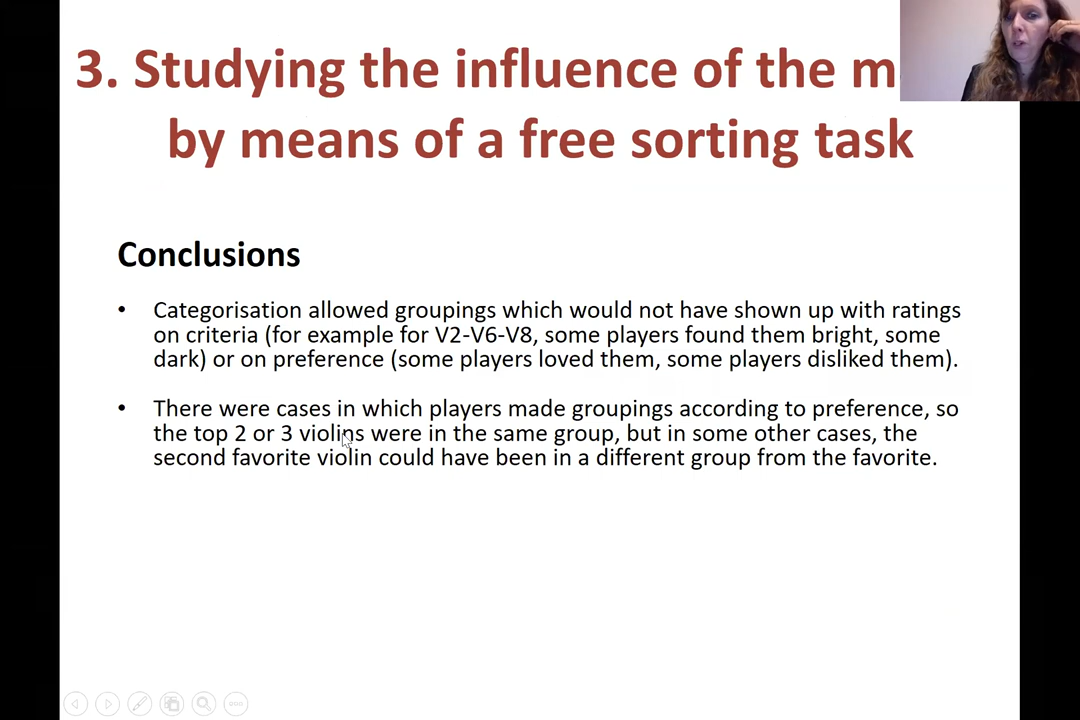 3. Studying the influence of the
by means of a free sorting task
Conclusions
• Categorisation allowed groupings which would not have shown up with ratings
on criteria (for example for V2-V6-V8, some players found them bright, some
dark) or on preference (some players loved them, some players disliked them).
• There were cases in which players made groupings according to preference, so
the top 2 or 3 violins were in the same group, but in some other cases, the
second favorite violin could have been in a different group from the favorite.